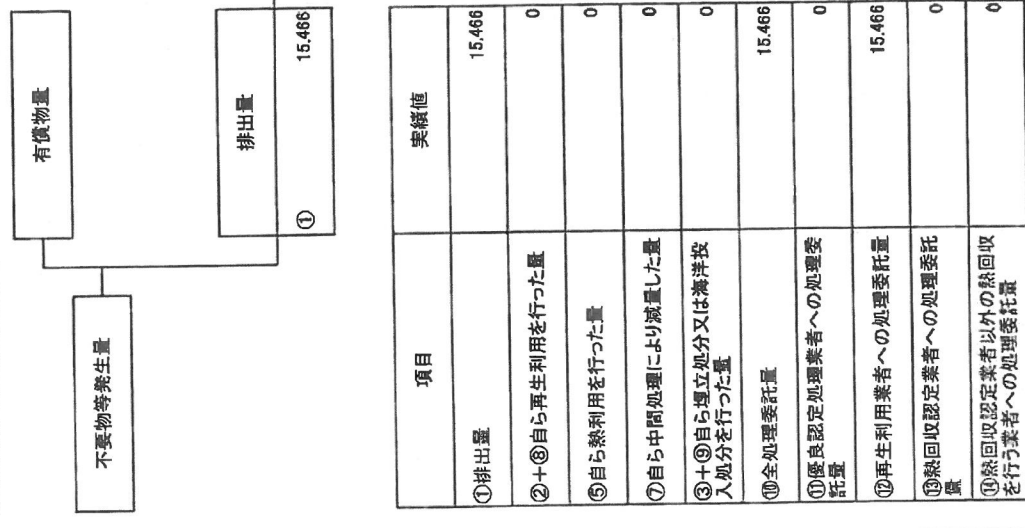 有償物量
不要物等発生量
排出量
① 15.466
項目 実績値
①排出量 15.466
②+⑧自ら再生利用を行った量 0
⑤自ら熱利用を行った量 0
⑦自ら中間処理により減量した量 0
③+⑨自ら埋立処分又は海洋投
入処分を行った量 0
⑩全処理委託量 15.466
⑪優良認定処理業者への処理委
託量 0
⑫再生利用業者への処理委託量 15.466
⑬熱回収認定業者への処理委託
量 0
⑭熱回収認定業者以外の熱回収
を行う業者への処理委託量 0